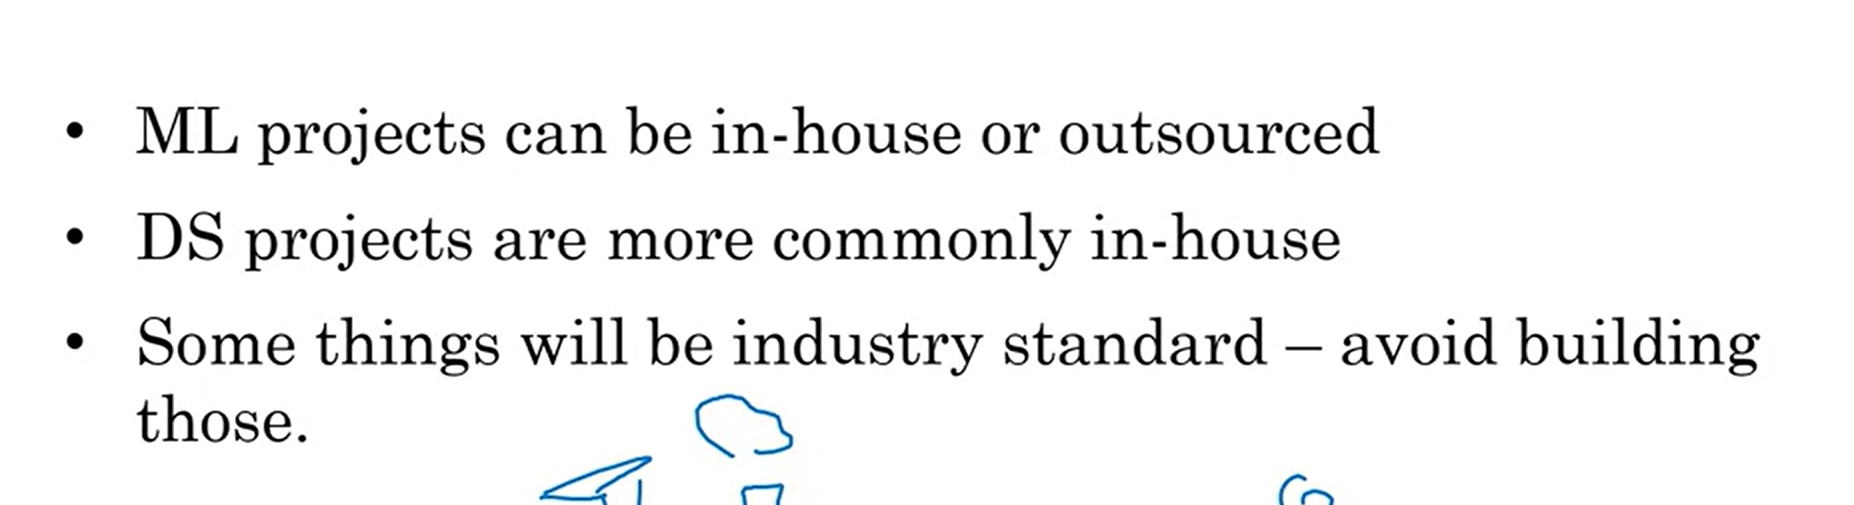 • ML projects can be in-house or outsourced
• DS projects are more commonly in-house
• Some things will be industry standard – avoid building
those.